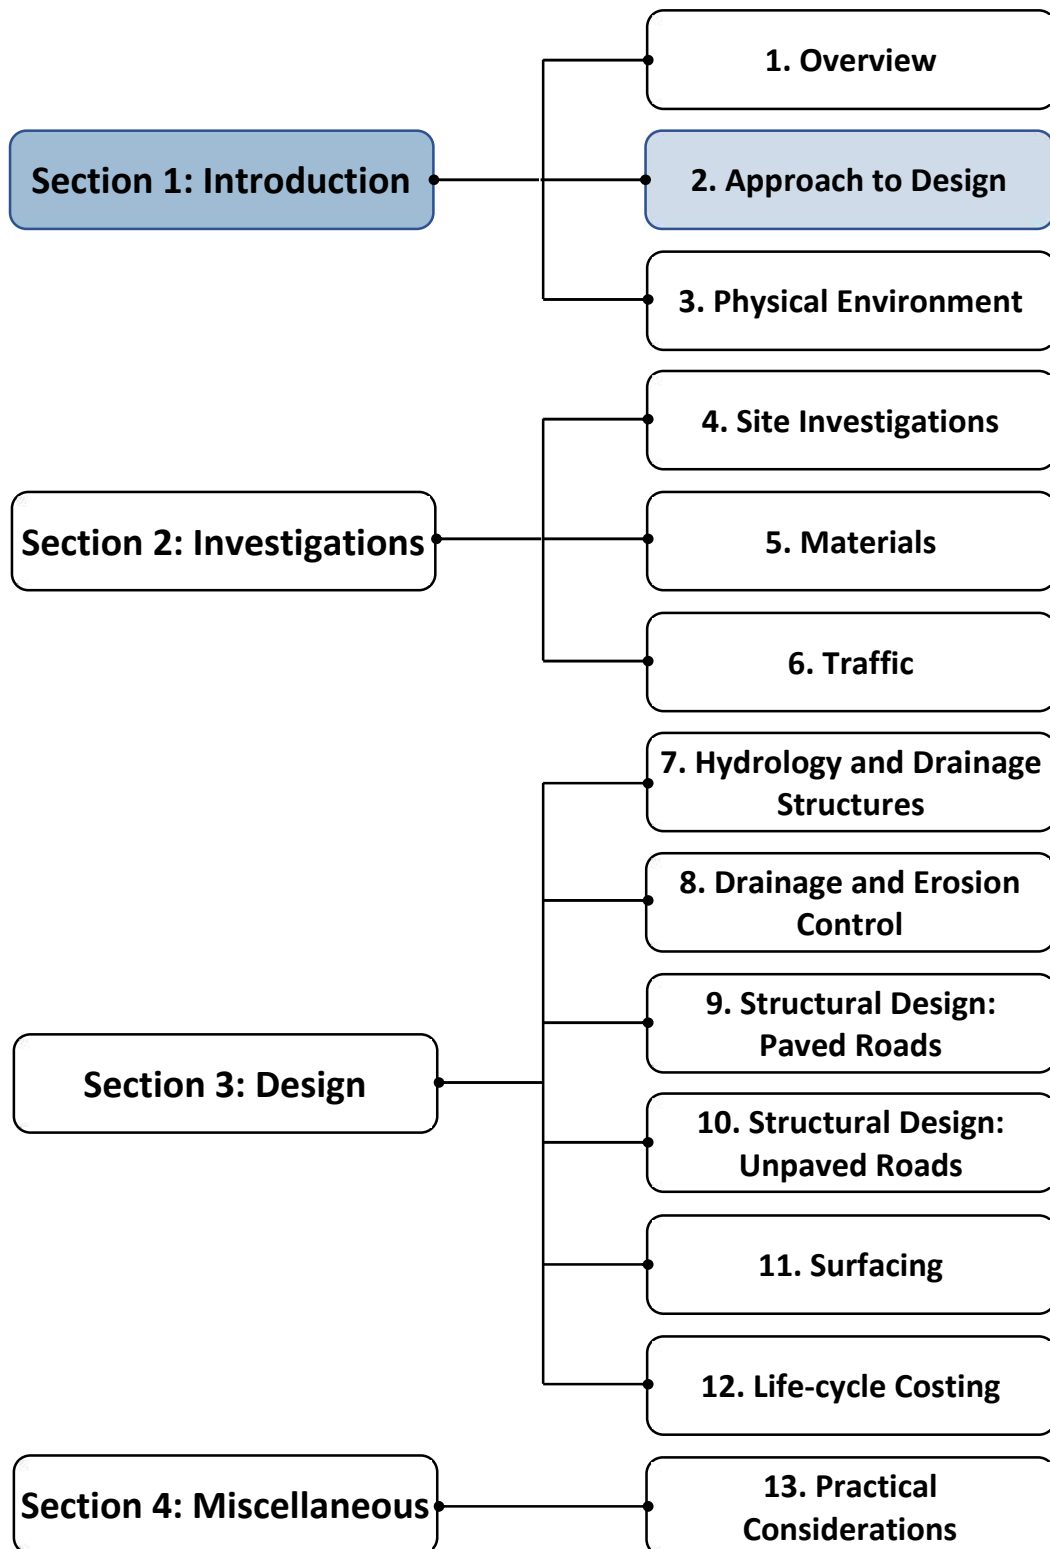 Section 1: Introduction
1. Overview
2. Approach to Design
3. Physical Environment
Section 2: Investigations
4. Site Investigations
5. Materials
6. Traffic
Section 3: Design
7. Hydrology and Drainage
Structures
8. Drainage and Erosion
Control
9. Structural Design:
Paved Roads
10. Structural Design:
Unpaved Roads
11. Surfacing
12. Life-cycle Costing
Section 4: Miscellaneous
13. Practical
Considerations